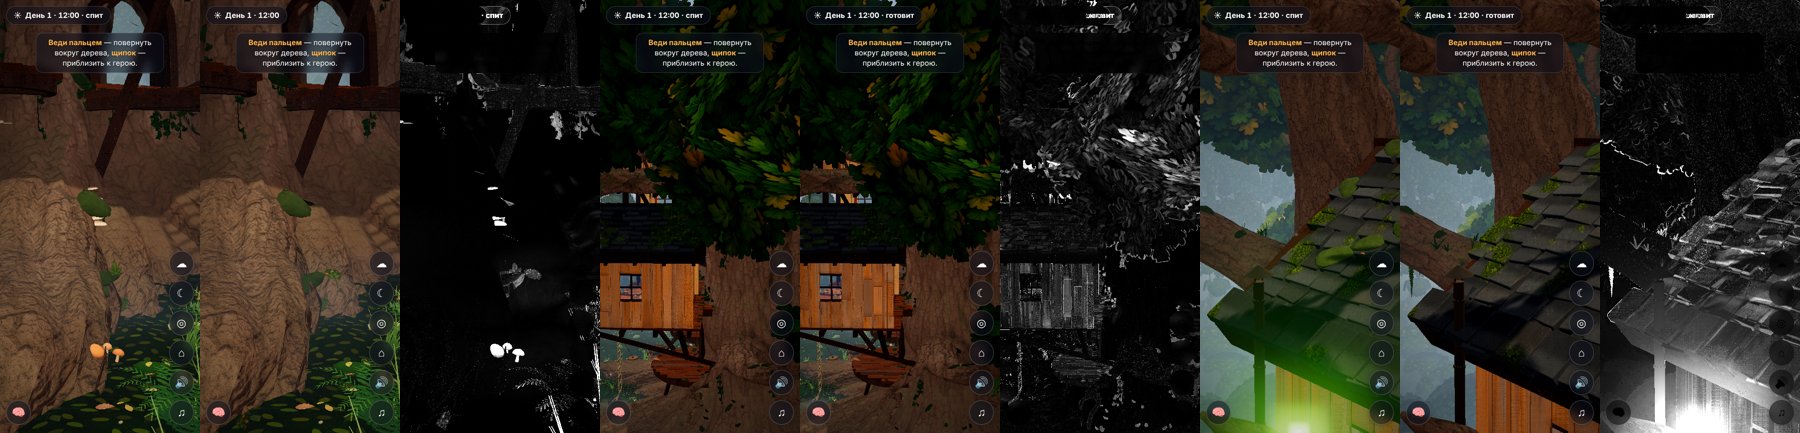 ☀ День 1 · 12:00 · спит
Веди пальцем — повернуть
вокруг дерева, щипок —
приблизить к герою.
☀ День 1 · 12:00
Веди пальцем — повернуть
вокруг дерева, щипок —
приблизить к герою.
· спит
☀ День 1 · 12:00 · спит
Веди пальцем — повернуть
вокруг дерева, щипок —
приблизить к герою.
☀ День 1 · 12:00 · готовит
Веди пальцем — повернуть
вокруг дерева, щипок —
приблизить к герою.
☀ День 1 · 12:00 · спит
Веди пальцем — повернуть
вокруг дерева, щипок —
приблизить к герою.
☀ День 1 · 12:00 · готовит
Веди пальцем — повернуть
вокруг дерева, щипок —
приблизить к герою.